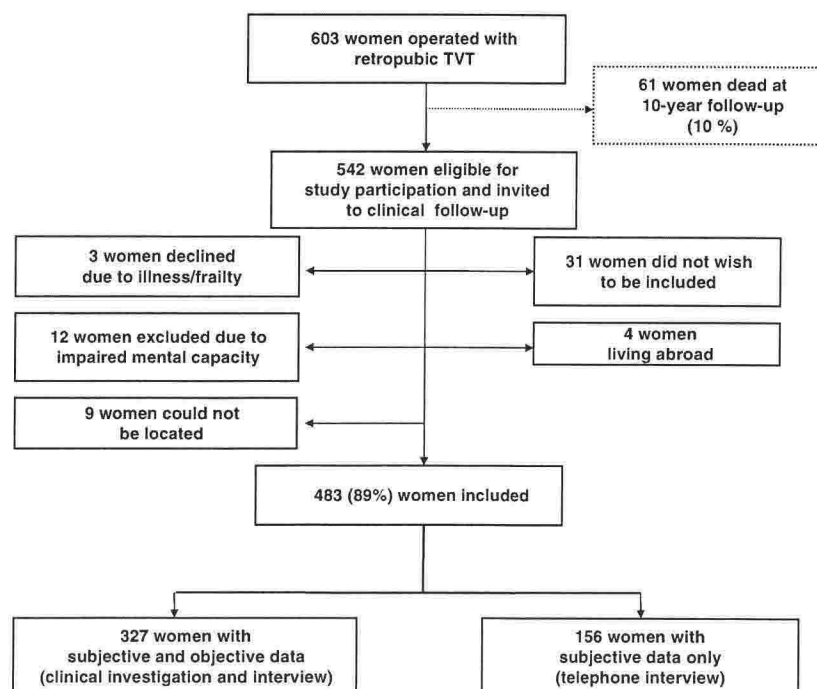 603 women operated with
retropubic TVT
61 women dead at
10-year follow-up
(10 %)
542 women eligible for
study participation and invited
to clinical follow-up
3 women declined
due to illness/frailty
31 women did not wish
to be included
12 women excluded due to
impaired mental capacity
4 women
living abroad
9 women could not
be located
483 (89%) women included
327 women with
subjective and objective data
(clinical investigation and interview)
156 women with
subjective data only
(telephone interview)